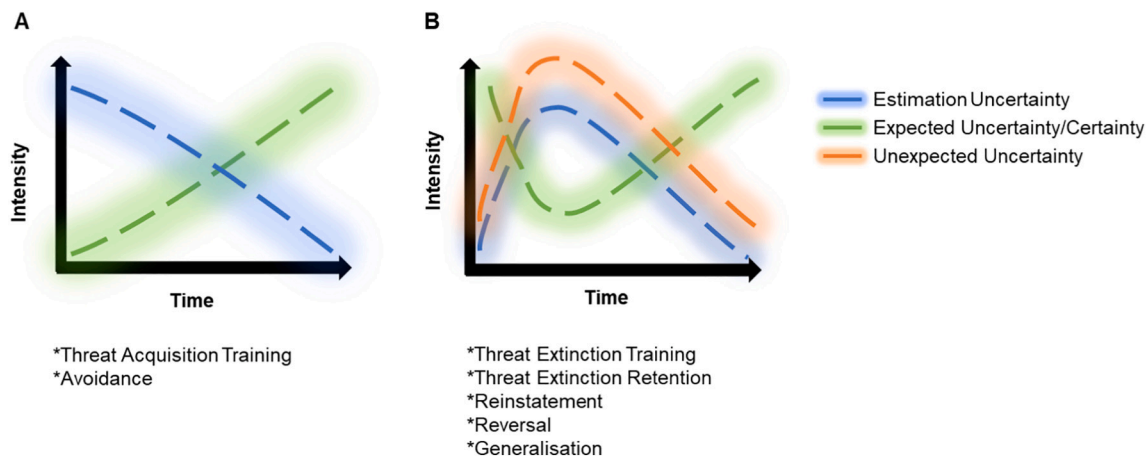 A
B
Intensity
Time
Intensity
Time
Estimation Uncertainty
Expected Uncertainty/Certainty
Unexpected Uncertainty
*Threat Acquisition Training
*Avoidance
*Threat Extinction Training
*Threat Extinction Retention
*Reinstatement
*Reversal
*Generalisation